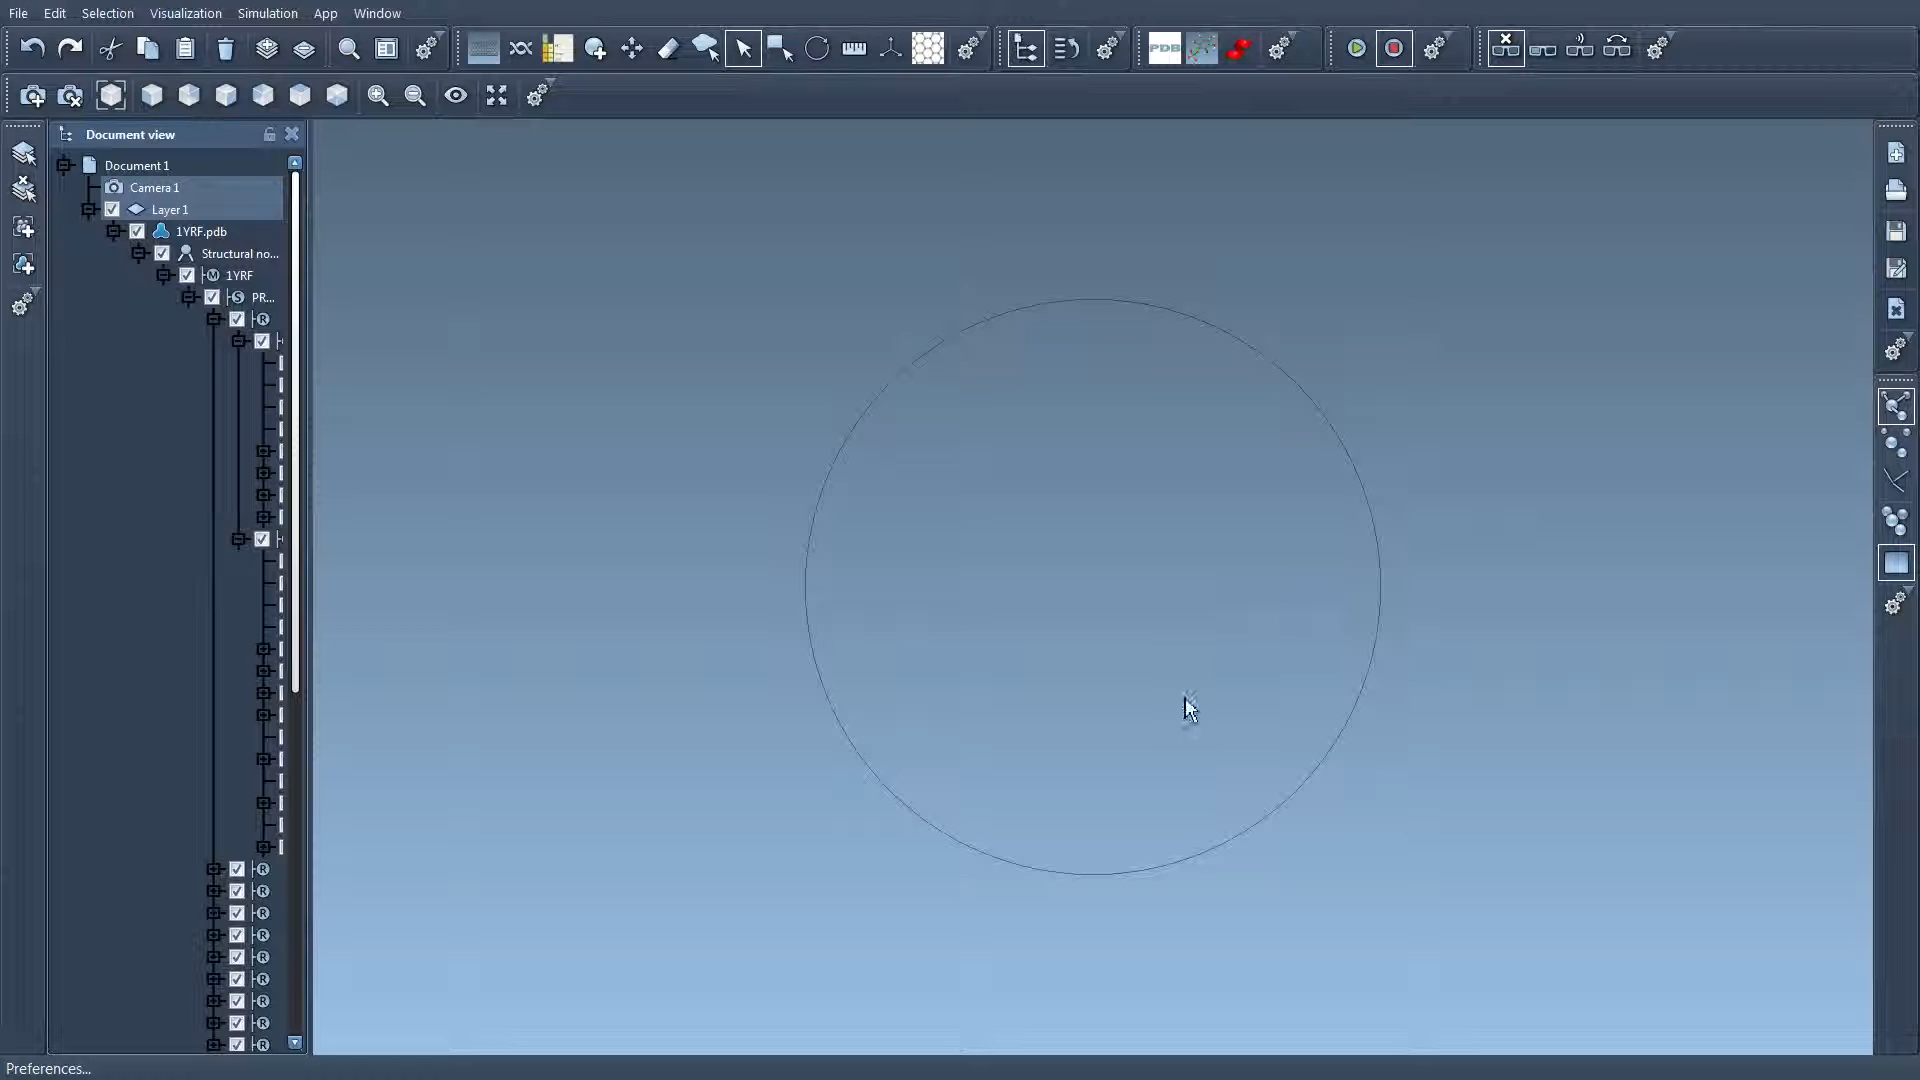 File Edit Selection Visualization Simulation App Window
PDB
Document view
Document 1
Camera 1
Layer 1
1YRF.pdb
Structural no...
M 1YRF
S PR...
R
R
R
R
R
R
R
R
R
R
Preferences...